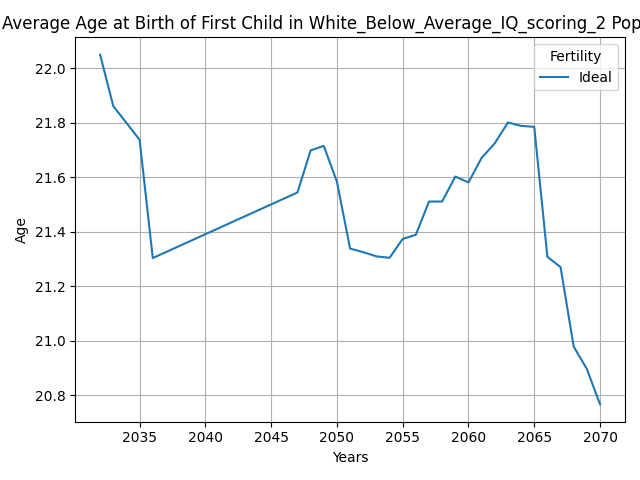 Average Age at Birth of First Child in White_Below_Average_IQ_scoring_2 Pop
Fertility
Ideal
22.0
21.8
21.6
21.4
21.2
21.0
20.8
Age
2035 2040 2045 2050 2055 2060 2065 2070
Years